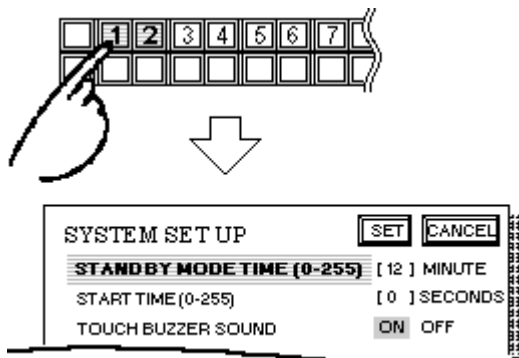 1 2 3 4 5 6 7
SYSTEM SET UP SET CANCEL
STANDBY MODE TIME (0-255) [ 12 ] MINUTE
START TIME (0-255) [ 0 ] SECONDS
TOUCH BUZZER SOUND ON OFF